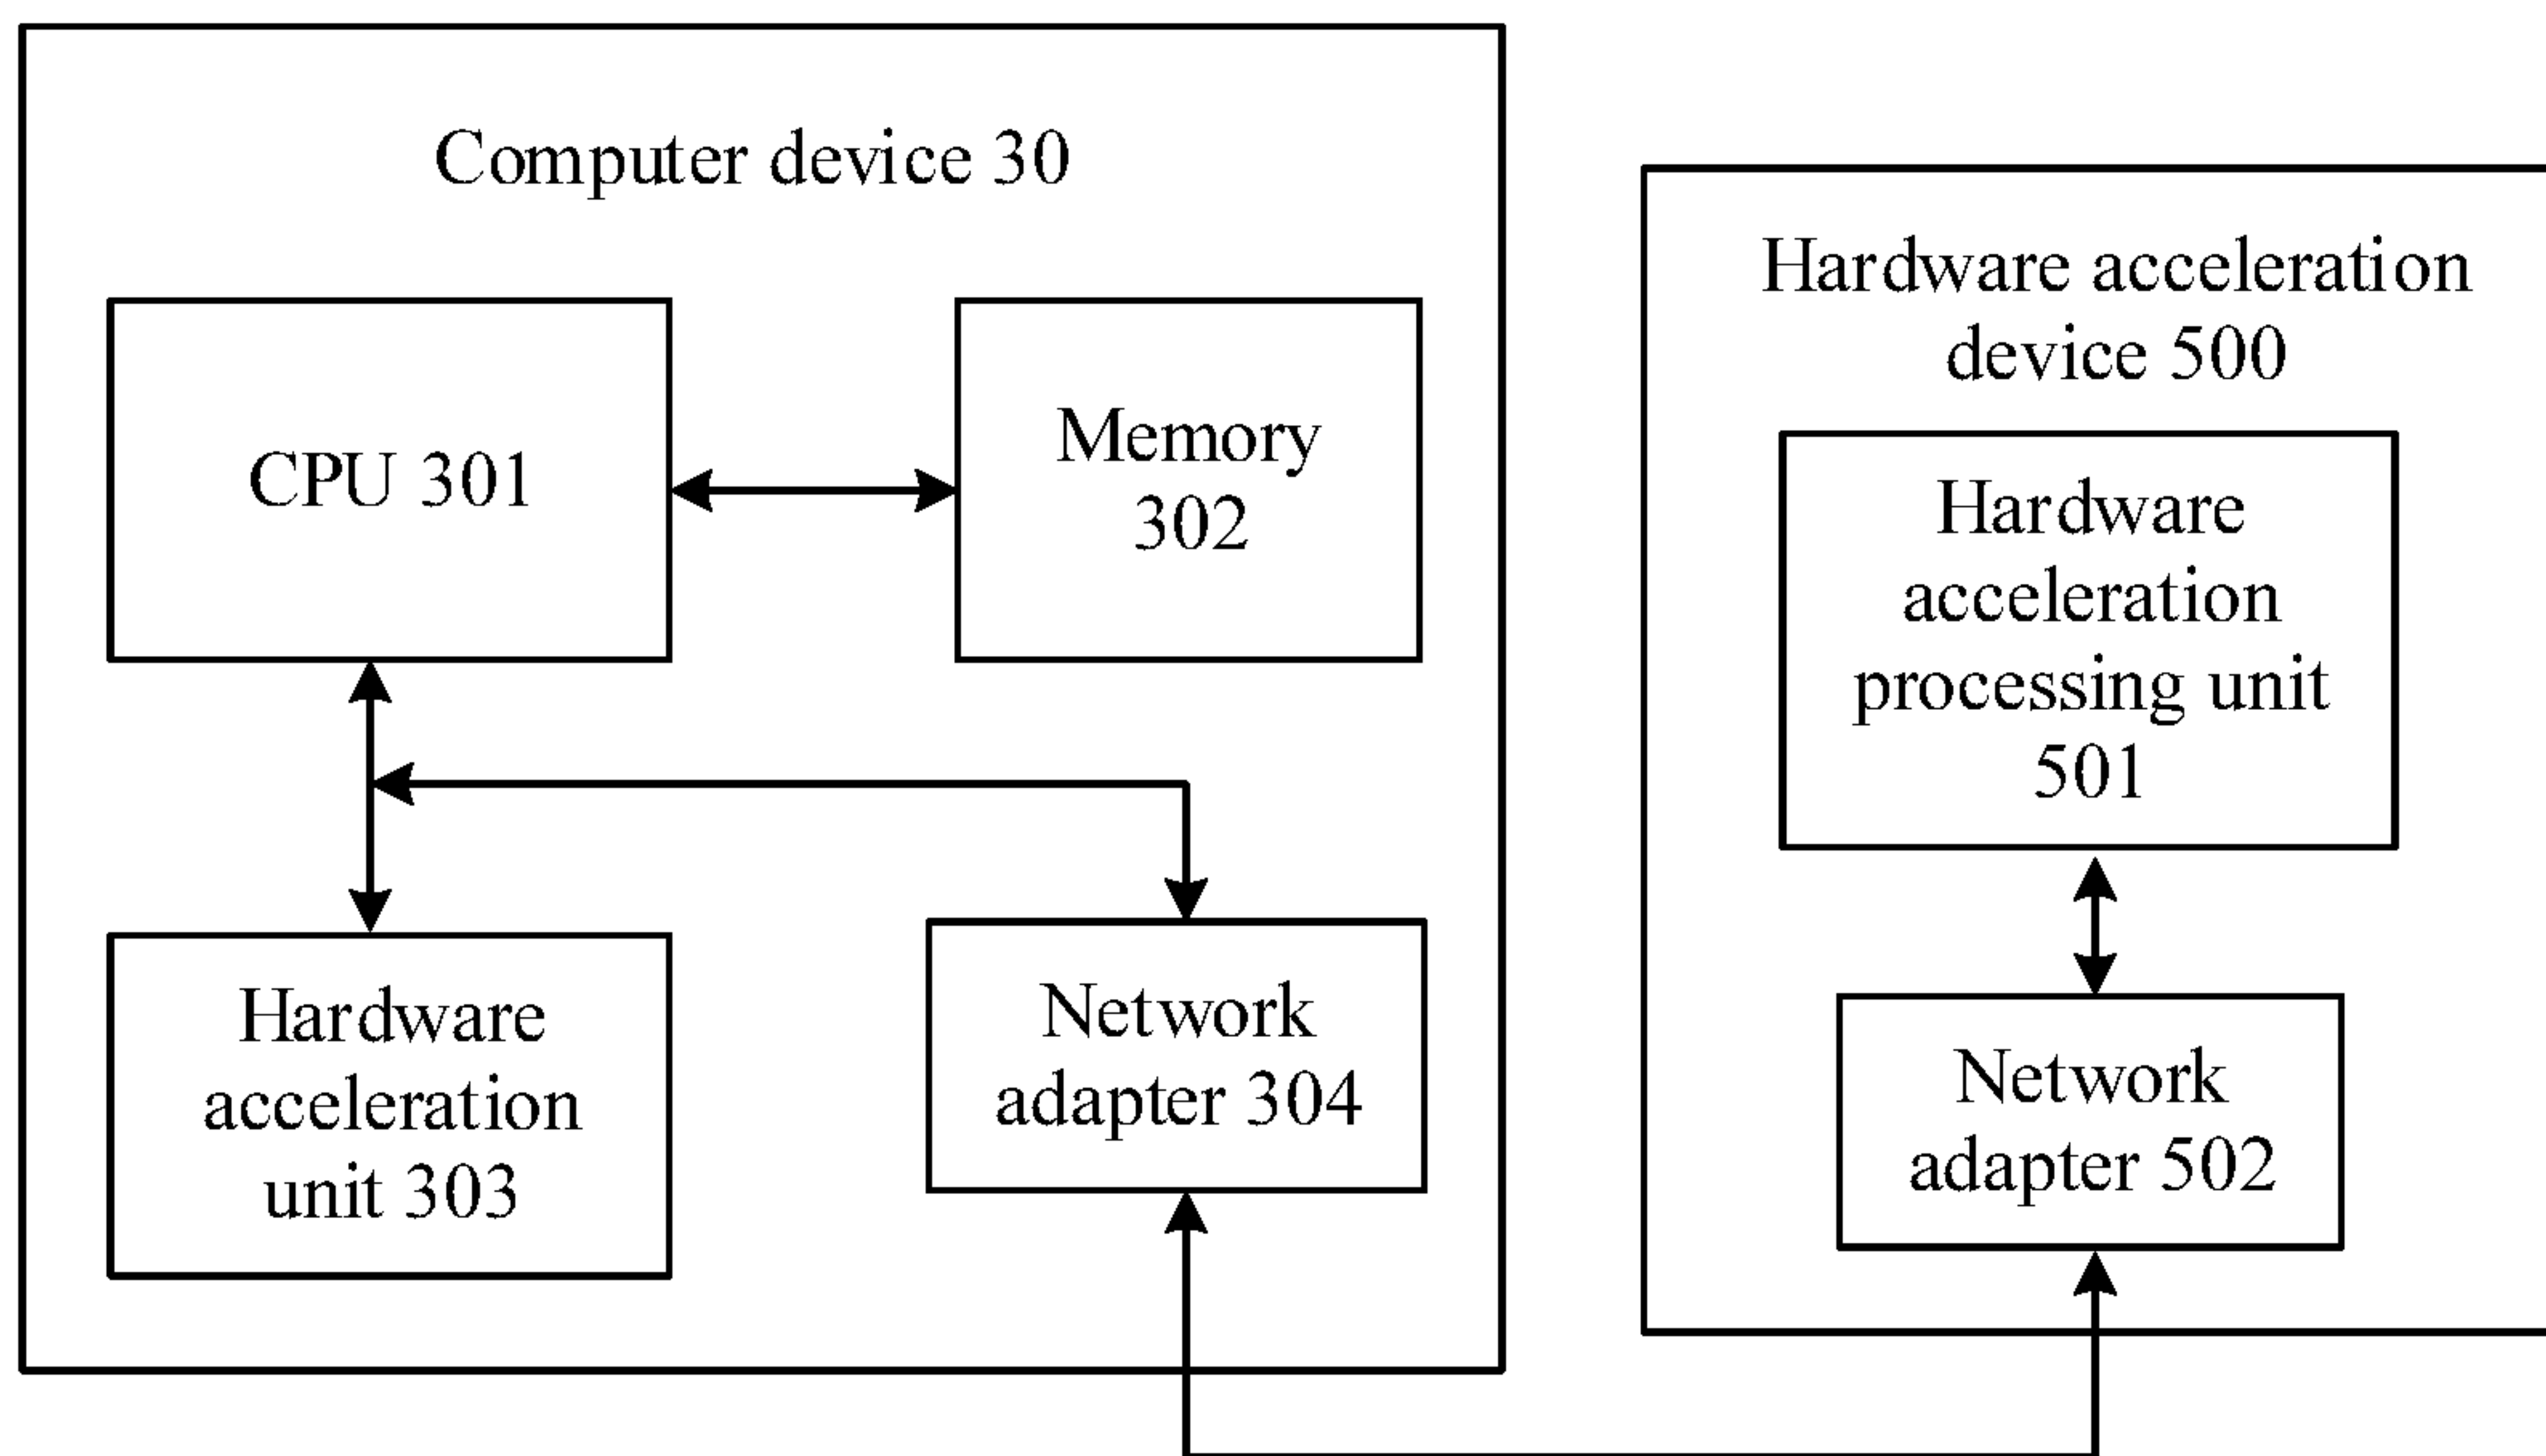 Computer device 30
CPU 301
Memory
302
Hardware
acceleration
unit 303
Network
adapter 304
Hardware acceleration
device 500
Hardware
acceleration
processing unit
501
Network
adapter 502